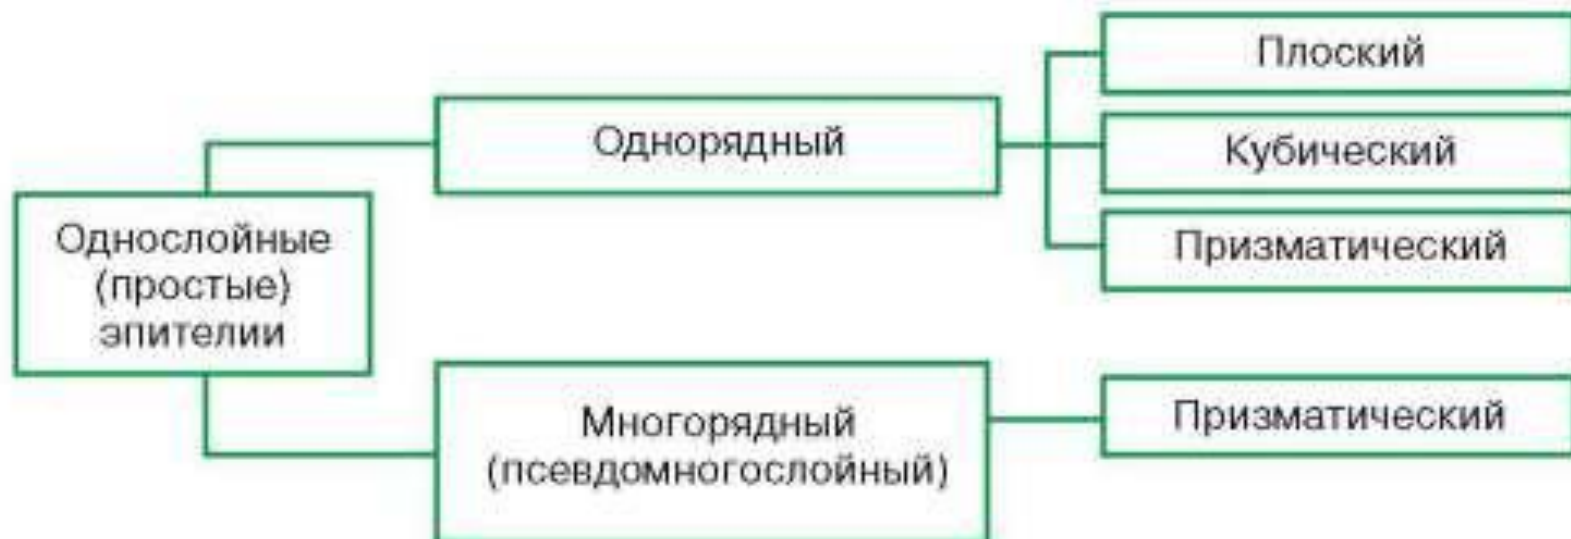 Однослойные
(простые)
эпителии
Однорядный
Плоский
Кубический
Призматический
Многорядный
(псевдомногослойный)
Призматический